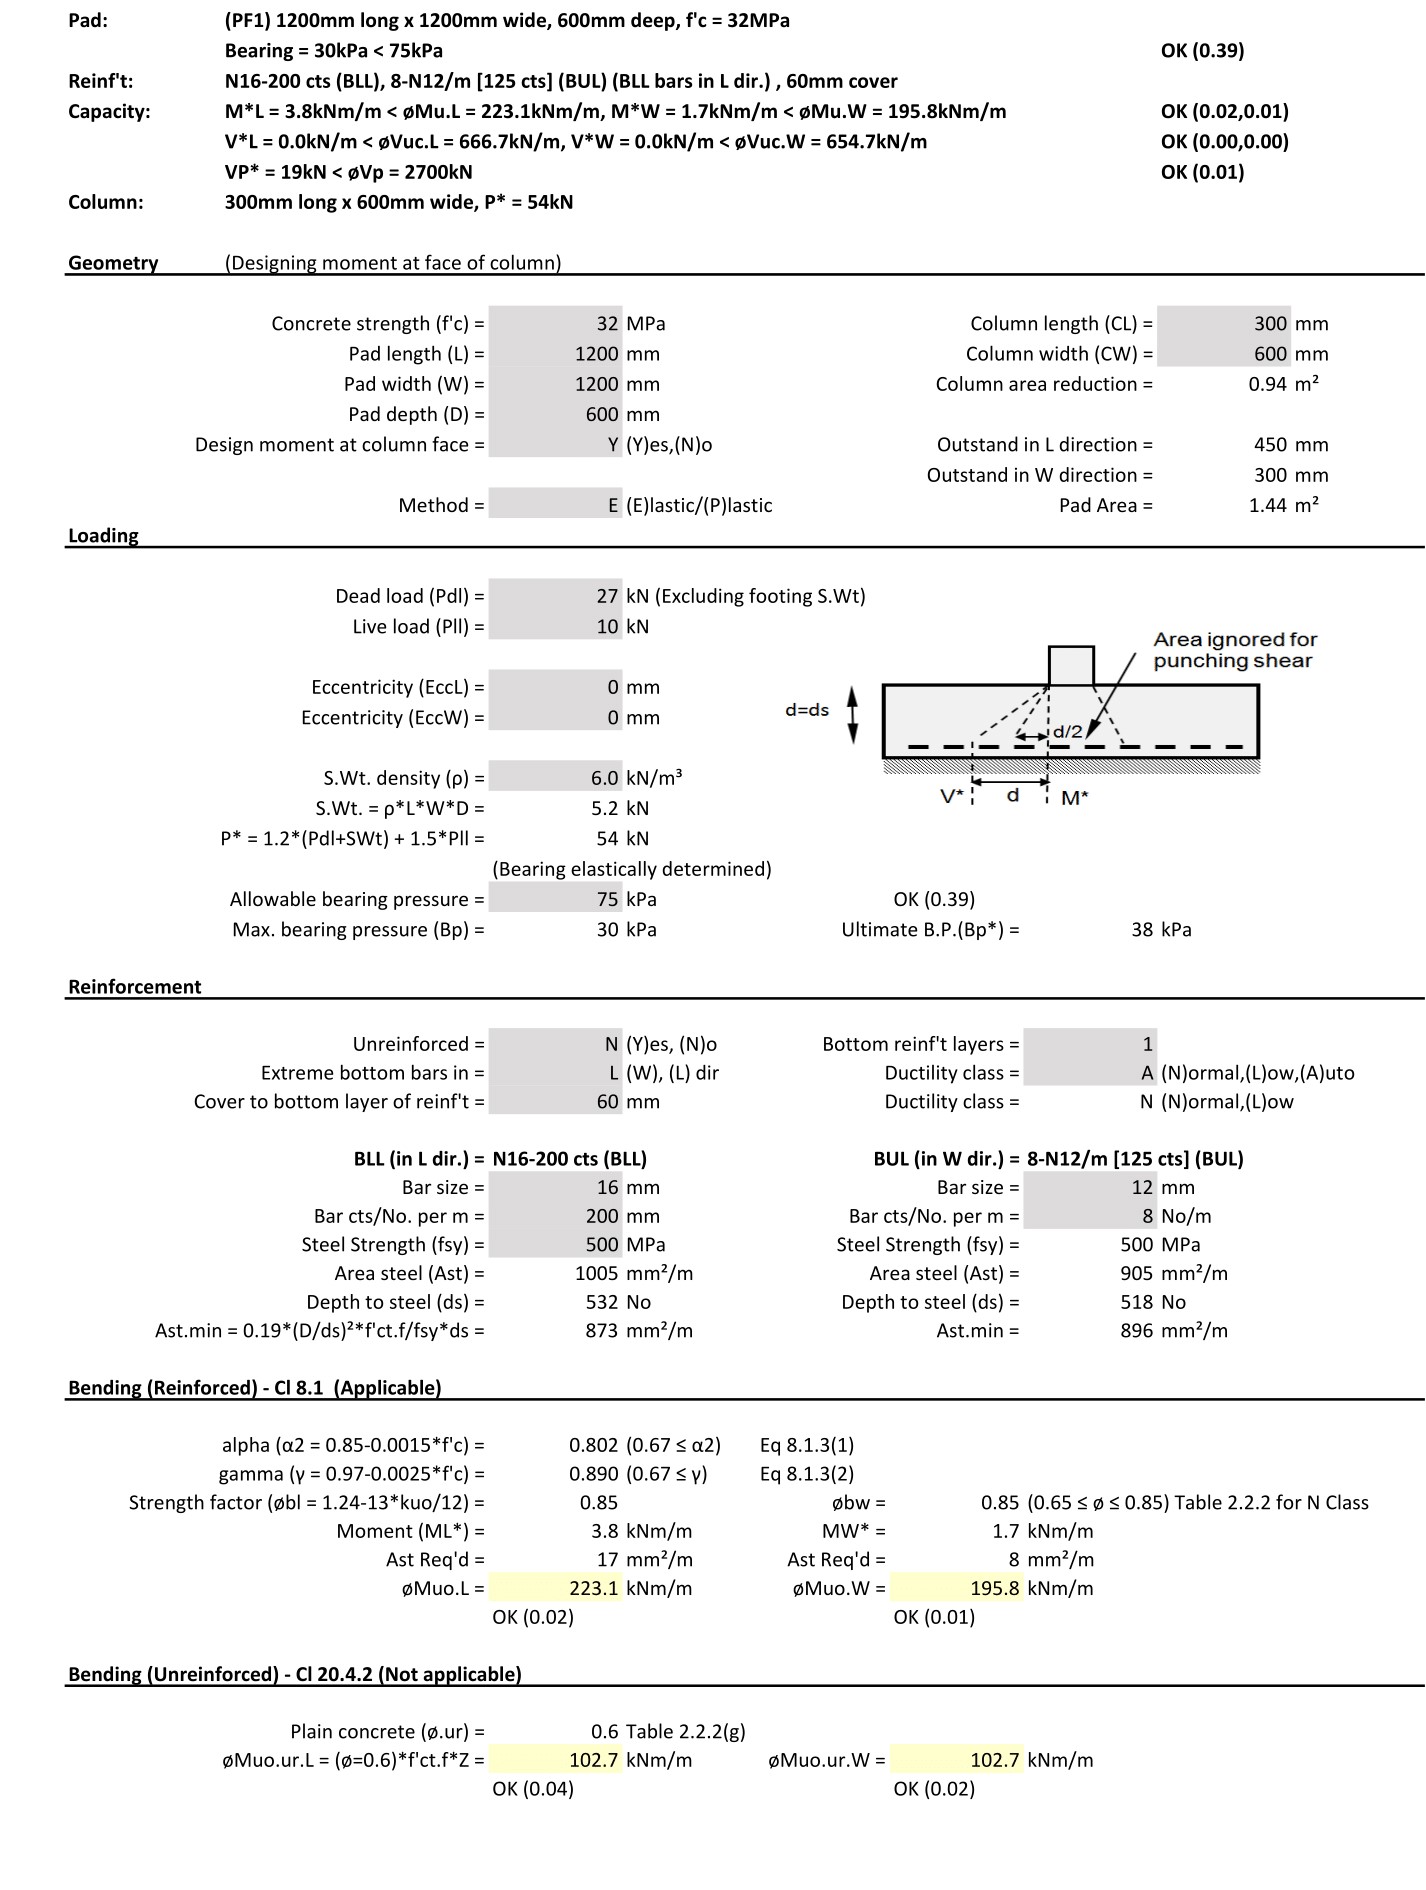 Pad: (PF1) 1200mm long x 1200mm wide, 600mm deep, f'c = 32MPa
Bearing = 30kPa < 75kPa OK (0.39)
Reinf't: N16-200 cts (BLL), 8-N12/m [125 cts] (BUL) (BLL bars in L dir.) , 60mm cover
Capacity: M*L = 3.8kNm/m < øMu.L = 223.1kNm/m, M*W = 1.7kNm/m < øMu.W = 195.8kNm/m OK (0.02,0.01)
V*L = 0.0kN/m < øVuc.L = 666.7kN/m, V*W = 0.0kN/m < øVuc.W = 654.7kN/m OK (0.00,0.00)
VP* = 19kN < øVp = 2700kN OK (0.01)
Column: 300mm long x 600mm wide, P* = 54kN
Geometry (Designing moment at face of column)
Concrete strength (f'c) = 32 MPa Column length (CL) = 300 mm
Pad length (L) = 1200 mm Column width (CW) = 600 mm
Pad width (W) = 1200 mm Column area reduction = 0.94 m²
Pad depth (D) = 600 mm
Design moment at column face = Y (Y)es,(N)o Outstand in L direction = 450 mm
Outstand in W direction = 300 mm
Method = E (E)lastic/(P)lastic Pad Area = 1.44 m²
Loading
Dead load (Pdl) = 27 kN (Excluding footing S.Wt)
Live load (Pll) = 10 kN
Area ignored for
punching shear
Eccentricity (EccL) = 0 mm
Eccentricity (EccW) = 0 mm
d=ds
d/2
S.Wt. density (ρ) = 6.0 kN/m³
V* d M*
S.Wt. = ρ*L*W*D = 5.2 kN
P* = 1.2*(Pdl+SWt) + 1.5*Pll = 54 kN
(Bearing elastically determined)
Allowable bearing pressure = 75 kPa OK (0.39)
Max. bearing pressure (Bp) = 30 kPa Ultimate B.P.(Bp*) = 38 kPa
Reinforcement
Unreinforced = N (Y)es, (N)o Bottom reinf't layers = 1
Extreme bottom bars in = L (W), (L) dir Ductility class = A (N)ormal,(L)ow,(A)uto
Cover to bottom layer of reinf't = 60 mm Ductility class = N (N)ormal,(L)ow
BLL (in L dir.) = N16-200 cts (BLL) BUL (in W dir.) = 8-N12/m [125 cts] (BUL)
Bar size = 16 mm Bar size = 12 mm
Bar cts/No. per m = 200 mm Bar cts/No. per m = 8 No/m
Steel Strength (fsy) = 500 MPa Steel Strength (fsy) = 500 MPa
Area steel (Ast) = 1005 mm²/m Area steel (Ast) = 905 mm²/m
Depth to steel (ds) = 532 No Depth to steel (ds) = 518 No
Ast.min = 0.19*(D/ds)²*f'ct.f/fsy*ds = 873 mm²/m Ast.min = 896 mm²/m
Bending (Reinforced) - Cl 8.1 (Applicable)
alpha (α2 = 0.85-0.0015*f'c) = 0.802 (0.67 ≤ α2) Eq 8.1.3(1)
gamma (γ = 0.97-0.0025*f'c) = 0.890 (0.67 ≤ γ) Eq 8.1.3(2)
Strength factor (øbl = 1.24-13*kuo/12) = 0.85 øbw = 0.85 (0.65 ≤ ø ≤ 0.85) Table 2.2.2 for N Class
Moment (ML*) = 3.8 kNm/m MW* = 1.7 kNm/m
Ast Req'd = 17 mm²/m Ast Req'd = 8 mm²/m
øMuo.L = 223.1 kNm/m øMuo.W = 195.8 kNm/m
OK (0.02) OK (0.01)
Bending (Unreinforced) - Cl 20.4.2 (Not applicable)
Plain concrete (ø.ur) = 0.6 Table 2.2.2(g)
øMuo.ur.L = (ø=0.6)*f'ct.f*Z = 102.7 kNm/m øMuo.ur.W = 102.7 kNm/m
OK (0.04) OK (0.02)